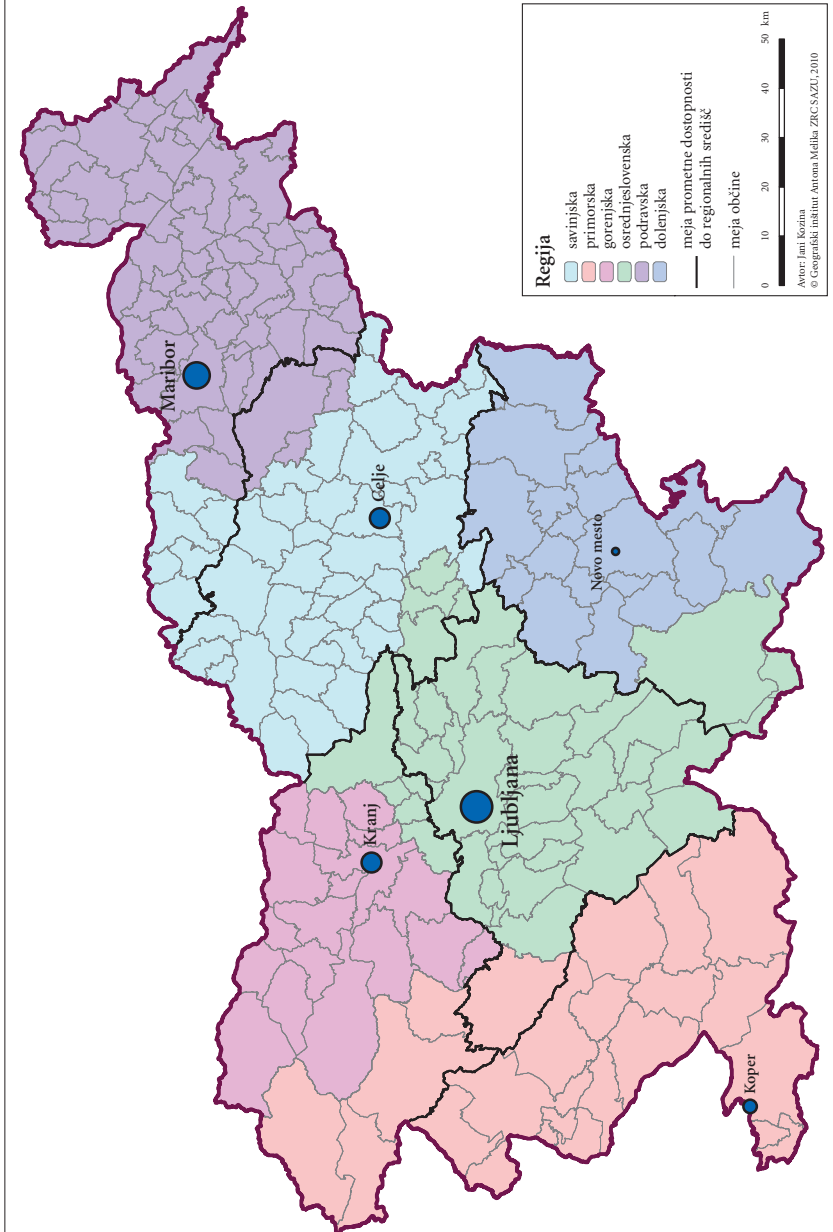 Maribor
Celje
Kranj
Ljubljana
Novo mesto
Koper
Regija
savinjska
primorska
gorenjska
osrednjeslovenska
podravska
dolenjska
meja prometne dostopnosti
do regionalnih središč
meja občine
0 10 20 30 40 50 km
Avtor: Jani Kozina
© Geografski inštitut Antona Melika ZRC SAZU, 2010